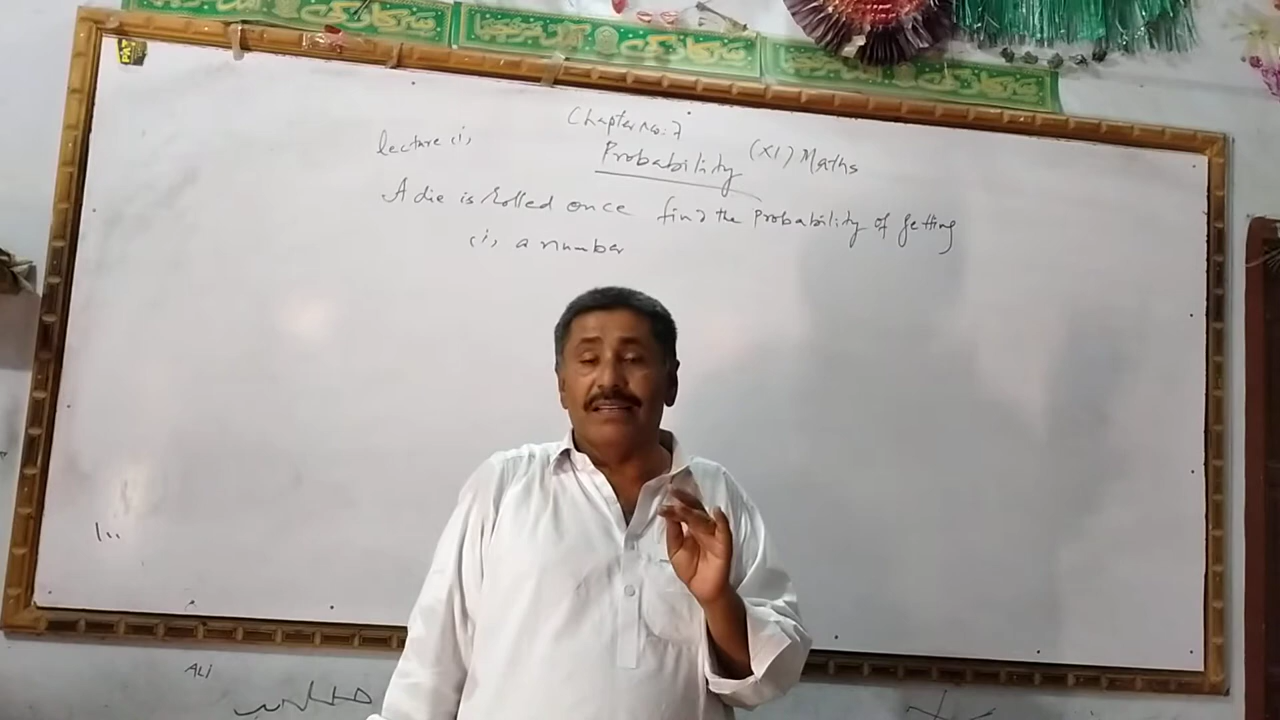 Chapter No: 7
lecture (i)
Probability
(XI) Maths
A die is rolled once find the probability of getting
(i) a number
ALI